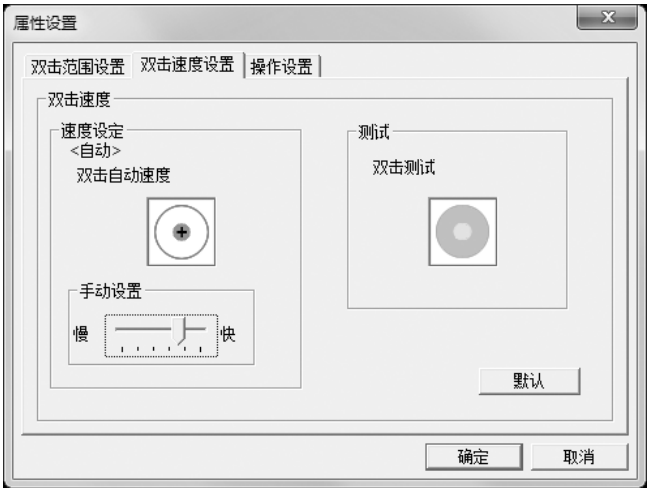 属性设置
双击范围设置 双击速度设置 操作设置
双击速度
速度设定
<自动>
双击自动速度
手动设置
慢 快
测试
双击测试
默认
确定 取消